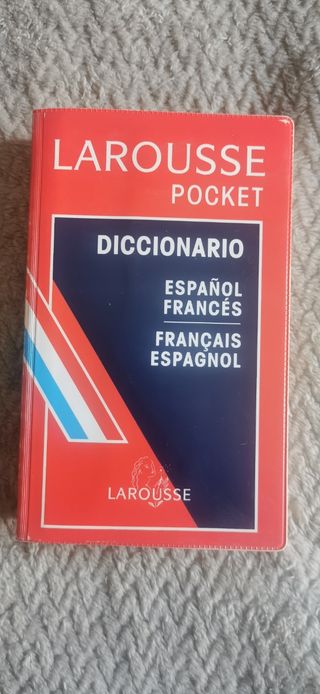 LAROUSSE
POCKET
DICCIONARIO
ESPAÑOL
FRANCÉS
FRANÇAIS
ESPAGNOL
LAROUSSE